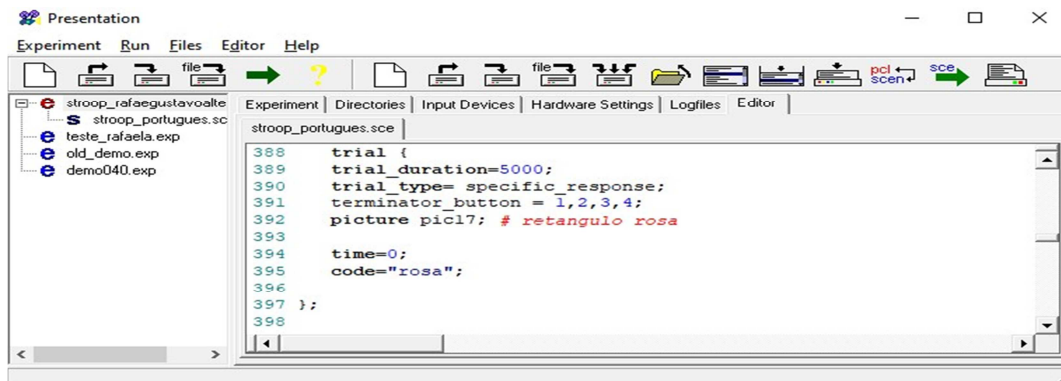 Presentation
Experiment Run Files Editor Help
file file pcl scen sce
stroop_rafaegustavoalte
stroop_portugues.sc
teste_rafaela.exp
old_demo.exp
demo040.exp
Experiment Directories Input Devices Hardware Settings Logfiles Editor
stroop_portugues.sce
388 trial {
389 trial_duration=5000;
390 trial_type= specific_response;
391 terminator_button = 1,2,3,4;
392 picture pic17; # retangulo rosa
393
394 time=0;
395 code="rosa";
396
397 };
398